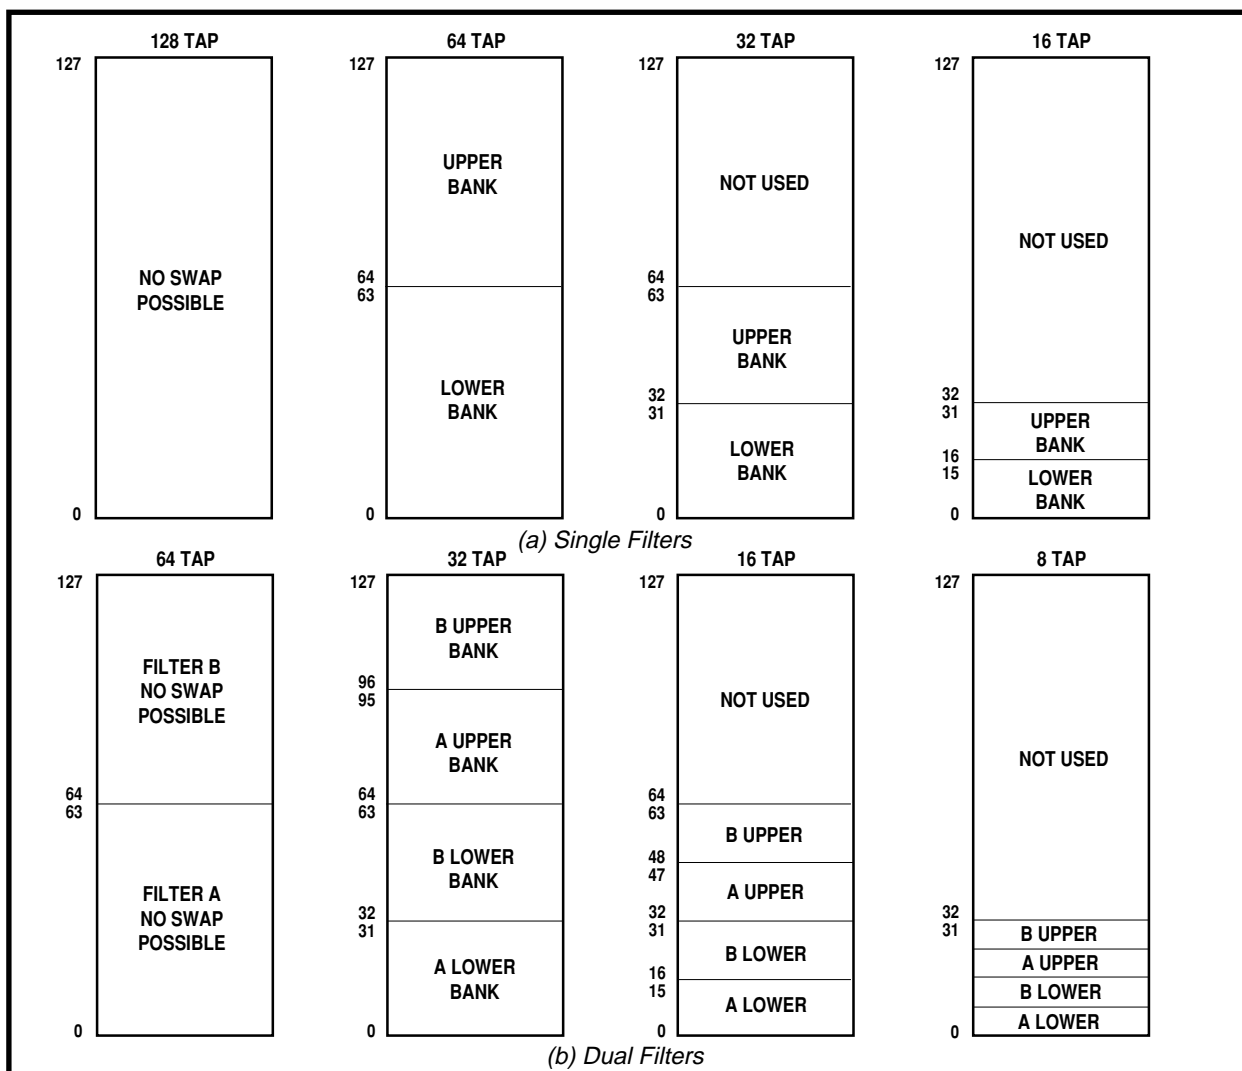 128 TAP
127
NO SWAP
POSSIBLE
0
64 TAP
127
UPPER
BANK
64
63
LOWER
BANK
0
32 TAP
127
NOT USED
64
63
UPPER
BANK
32
31
LOWER
BANK
0
16 TAP
127
NOT USED
32
31
UPPER
BANK
16
15
LOWER
BANK
0
(a) Single Filters
64 TAP
127
FILTER B
NO SWAP
POSSIBLE
64
63
FILTER A
NO SWAP
POSSIBLE
0
32 TAP
127
B UPPER
BANK
96
95
A UPPER
BANK
64
63
B LOWER
BANK
32
31
A LOWER
BANK
0
16 TAP
127
NOT USED
64
63
B UPPER
48
47
A UPPER
32
31
B LOWER
16
15
A LOWER
0
8 TAP
127
NOT USED
32
31
B UPPER
A UPPER
B LOWER
A LOWER
0
(b) Dual Filters